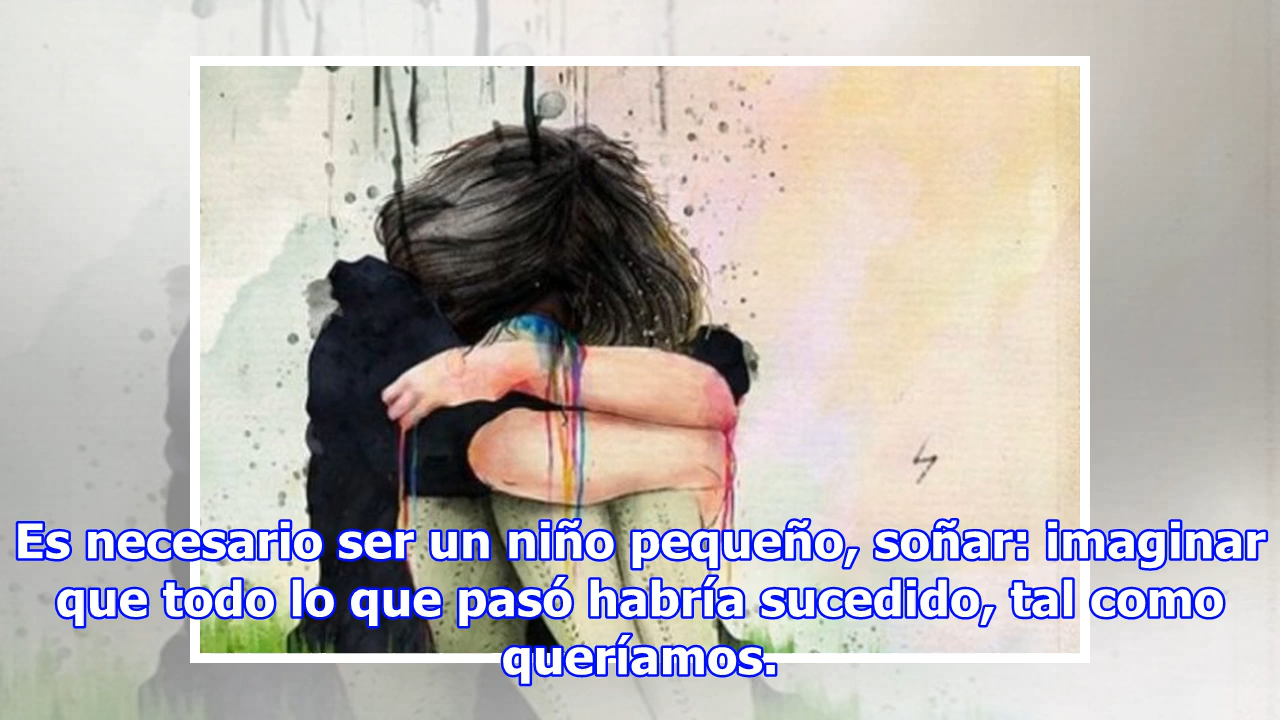 Es necesario ser un niño pequeño, soñar: imaginar
que todo lo que pasó habría sucedido, tal como
queríamos.